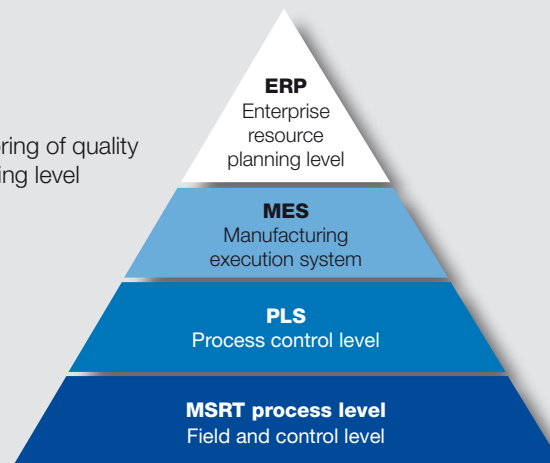 ERP
Enterprise
resource
planning level
ring of quality
ing level
MES
Manufacturing
execution system
PLS
Process control level
MSRT process level
Field and control level